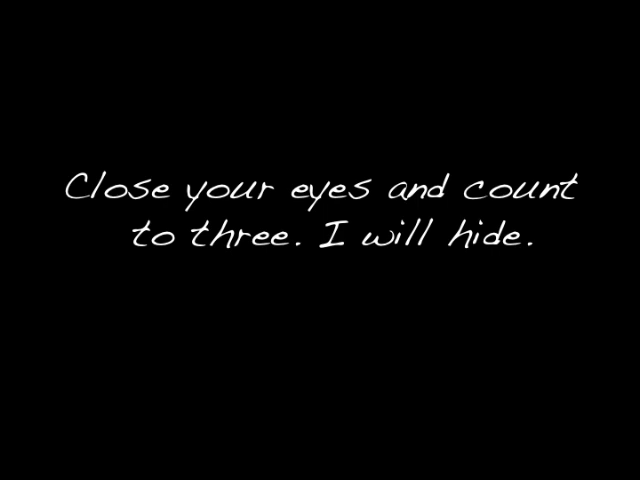 Close your eyes and count
to three. I will hide.